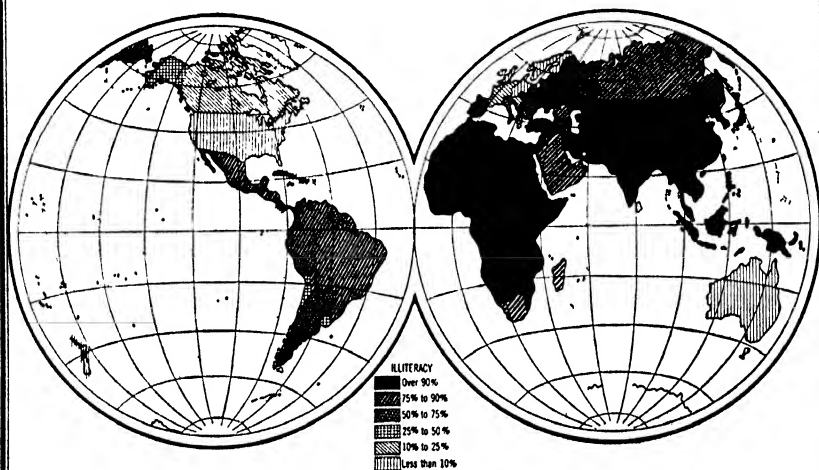 ILLITERACY
Over 90%
75% to 90%
50% to 75%
25% to 50%
10% to 25%
Less than 10%